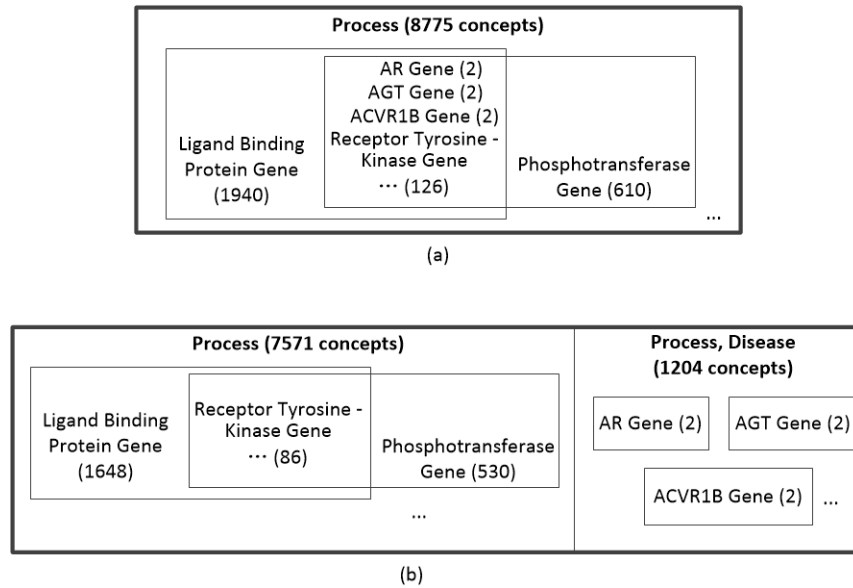 Process (8775 concepts)
AR Gene (2)
AGT Gene (2)
ACVR1B Gene (2)
Receptor Tyrosine -
Kinase Gene
··· (126)
Ligand Binding
Protein Gene
(1940)
Phosphotransferase
Gene (610)
...
(a)
Process (7571 concepts)
Ligand Binding
Protein Gene
(1648)
Receptor Tyrosine -
Kinase Gene
··· (86)
Phosphotransferase
Gene (530)
...
Process, Disease
(1204 concepts)
AR Gene (2)
AGT Gene (2)
ACVR1B Gene (2)
...
(b)